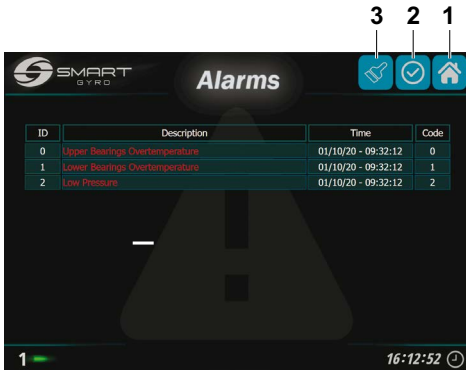 3 2 1
SMART
GYRO
Alarms
ID Description Time Code
0 Upper Bearings Overtemperature 01/10/20 - 09:32:12 0
1 Lower Bearings Overtemperature 01/10/20 - 09:32:12 1
2 Low Pressure 01/10/20 - 09:32:12 2
1 16:12:52